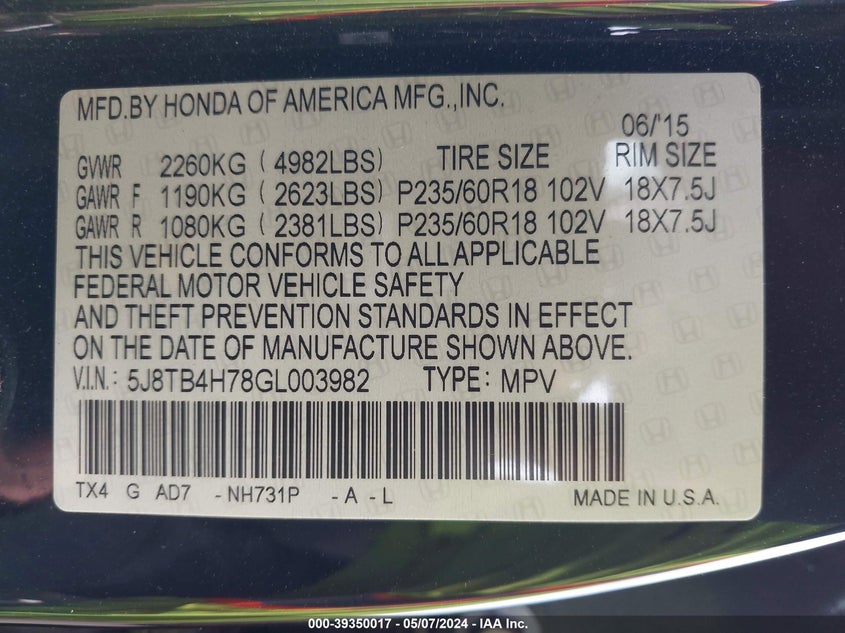 MFD.BY HONDA OF AMERICA MFG.,INC.
06/'15
GVWR 2260KG ( 4982LBS) TIRE SIZE RIM SIZE
GAWR F 1190KG ( 2623LBS) P235/60R18 102V 18X7.5J
GAWR R 1080KG ( 2381LBS) P235/60R18 102V 18X7.5J
THIS VEHICLE CONFORMS TO ALL APPLICABLE
FEDERAL MOTOR VEHICLE SAFETY
AND THEFT PREVENTION STANDARDS IN EFFECT
ON THE DATE OF MANUFACTURE SHOWN ABOVE.
V.I.N.: 5J8TB4H78GL003982 TYPE: MPV
TX4 G AD7 -NH731P -A -L MADE IN U.S.A.
000-39350017 - 05/07/2024 - IAA Inc.